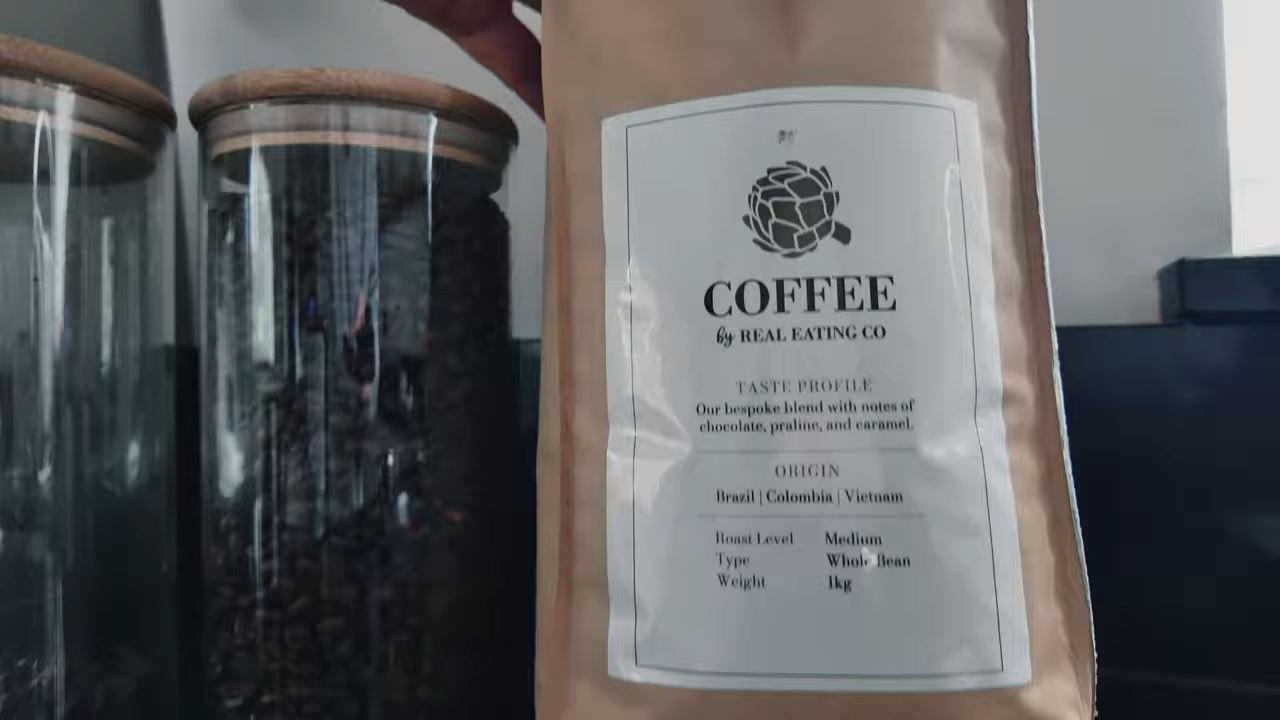 COFFEE
by REAL EATING CO
TASTE PROFILE
Our bespoke blend with notes of
chocolate, praline, and caramel.
ORIGIN
Brazil | Colombia | Vietnam
Roast Level Medium
Type Whole Bean
Weight 1kg